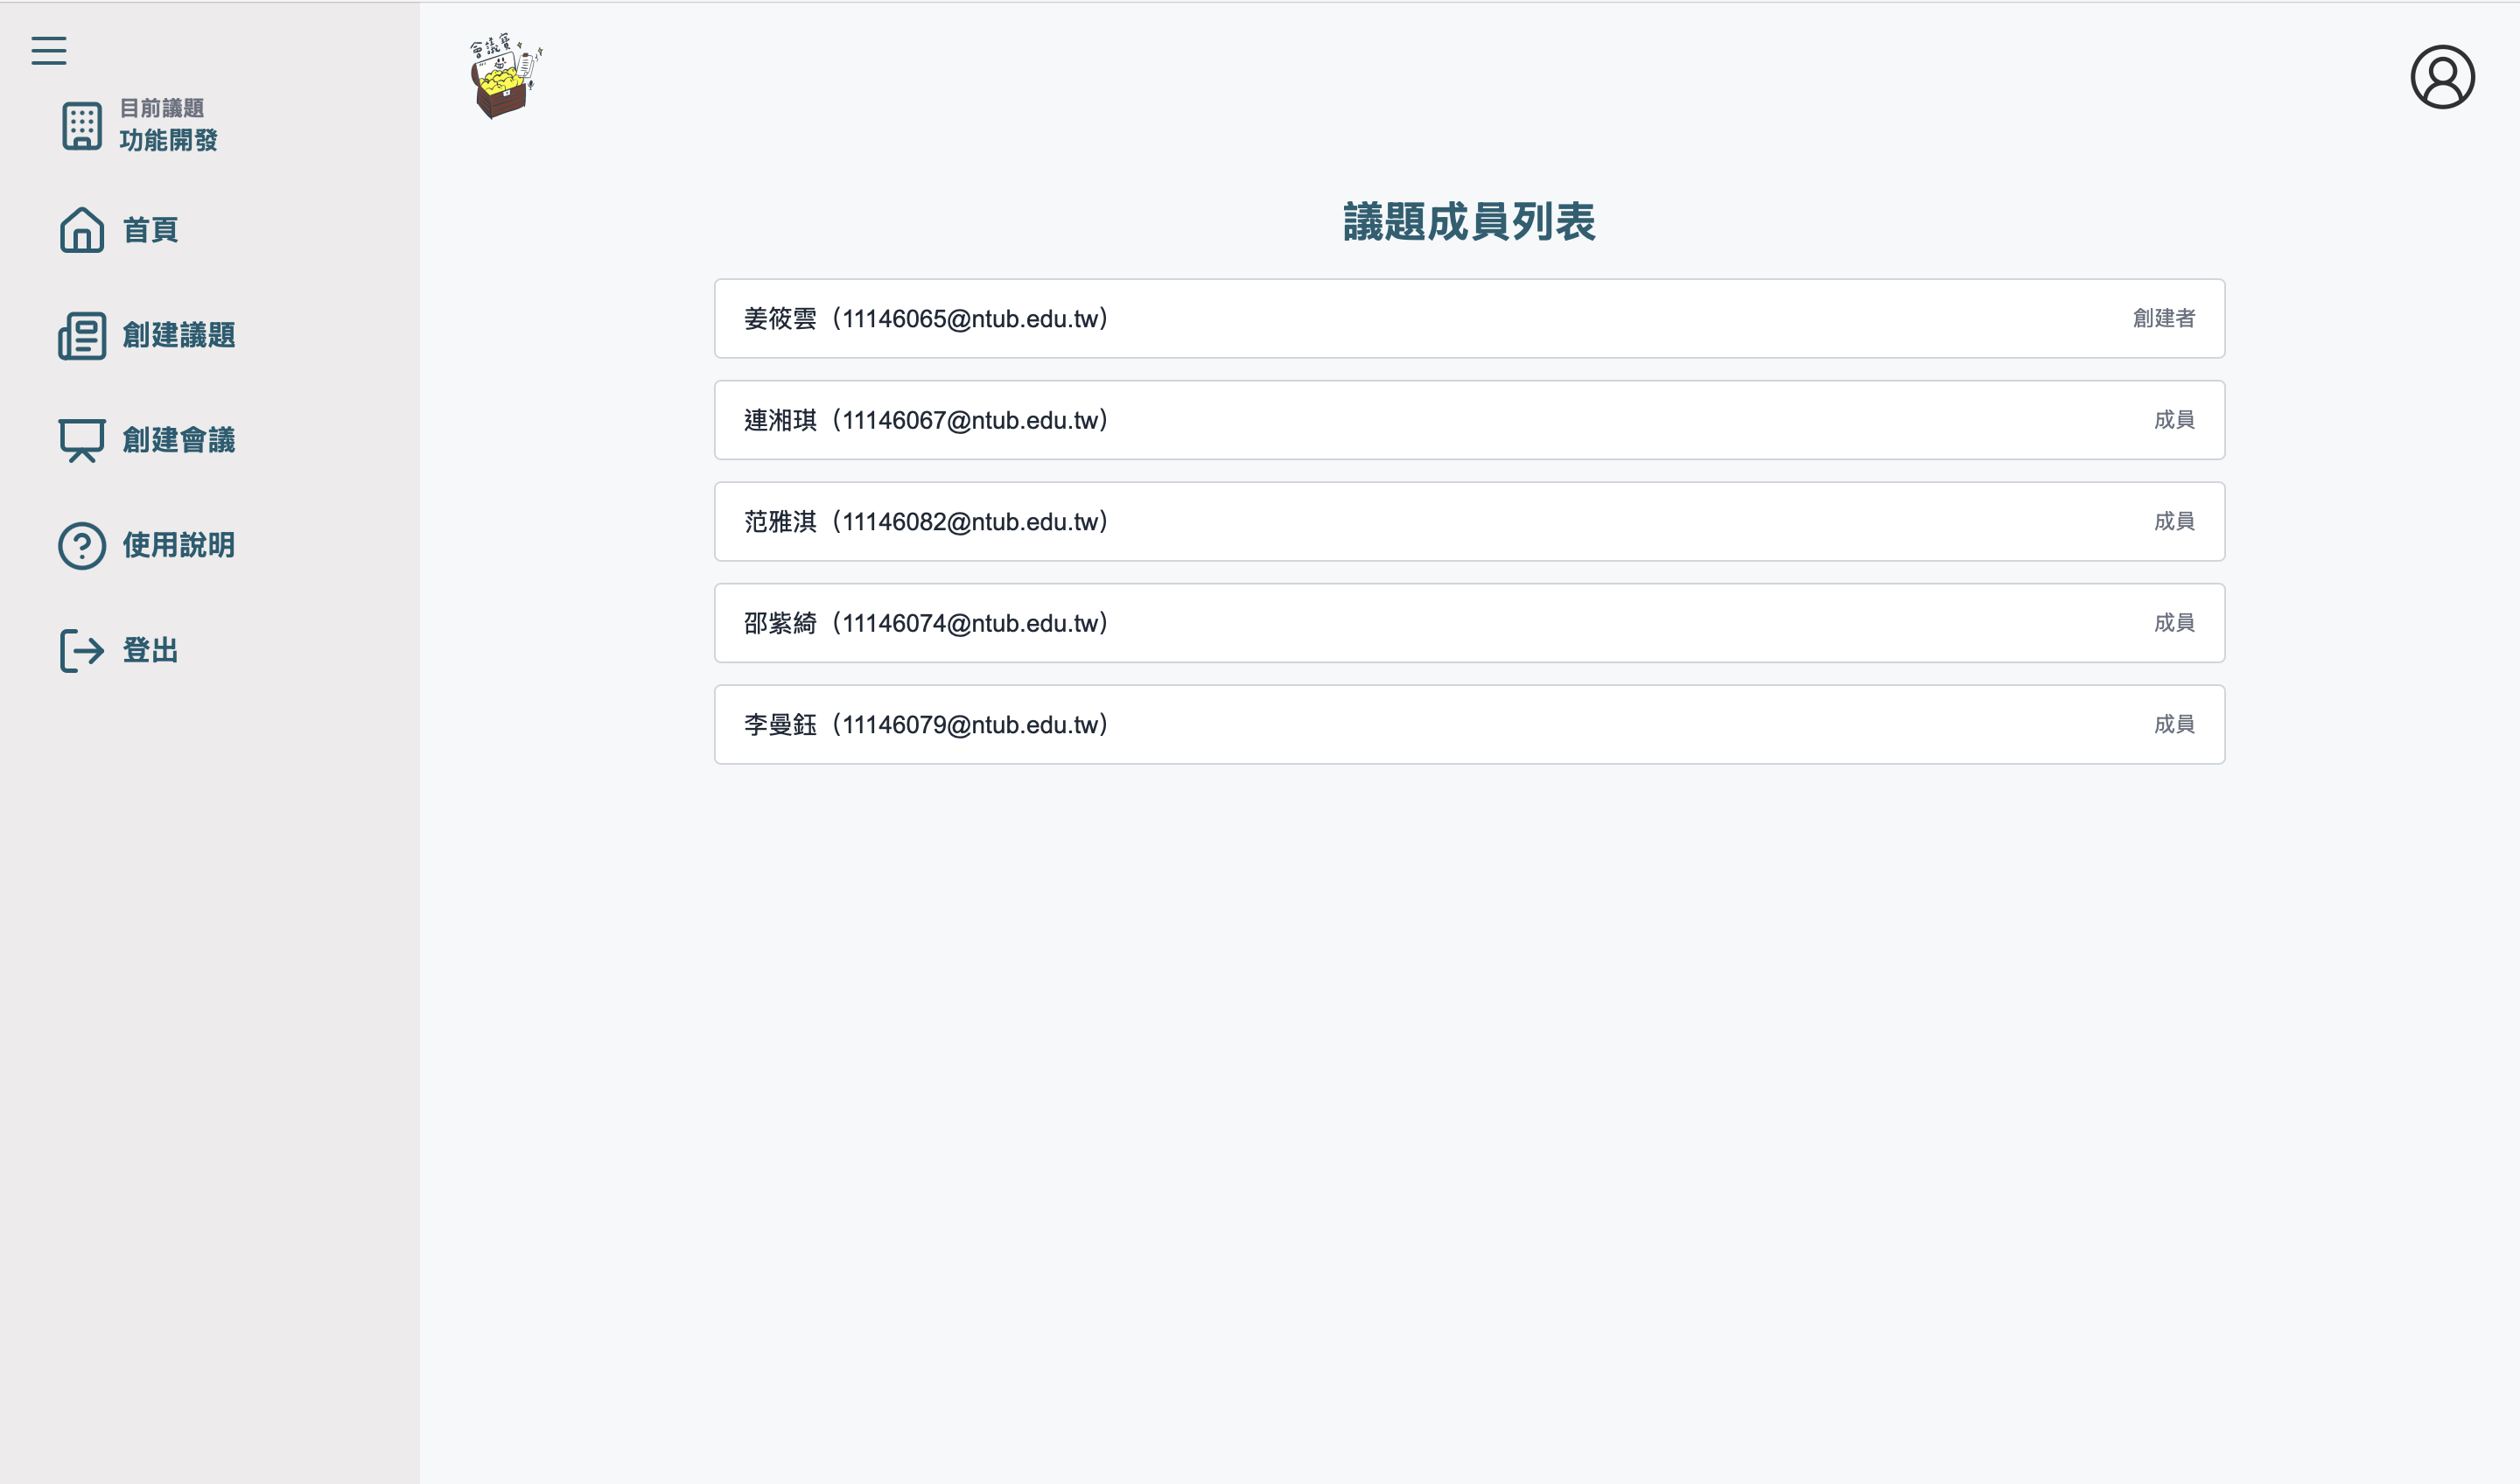 目前議題
功能開發
首頁
創建議題
創建會議
使用說明
登出
會議寶
議題成員列表
姜筱雲（11146065@ntub.edu.tw）
創建者
連湘琪（11146067@ntub.edu.tw）
成員
范雅淇（11146082@ntub.edu.tw）
成員
邵紫綺（11146074@ntub.edu.tw）
成員
李曼鈺（11146079@ntub.edu.tw）
成員